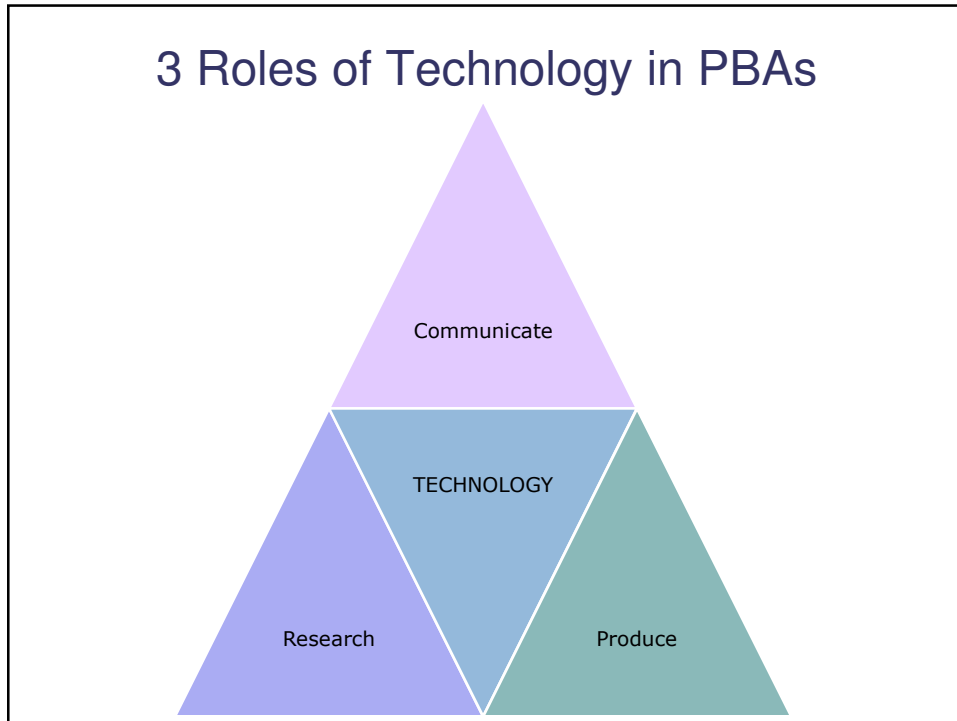 3 Roles of Technology in PBAs
Communicate
TECHNOLOGY
Research
Produce